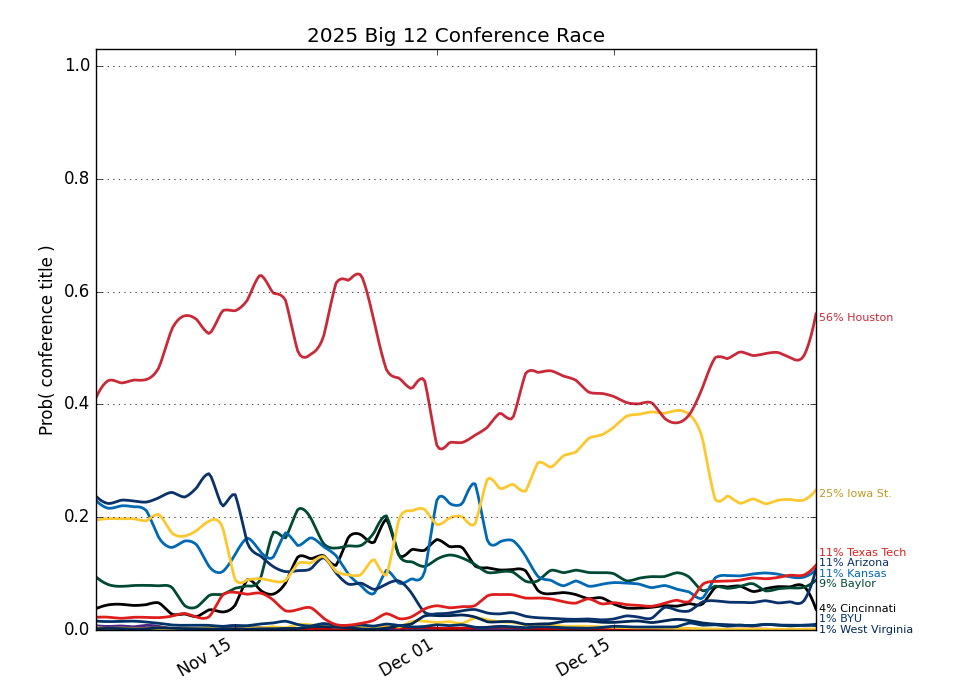 2025 Big 12 Conference Race
Prob( conference title )
1.0
0.8
0.6
0.4
0.2
0.0
Nov 15
Dec 01
Dec 15
56% Houston
25% Iowa St.
11% Texas Tech
11% Arizona
11% Kansas
9% Baylor
4% Cincinnati
1% BYU
1% West Virginia